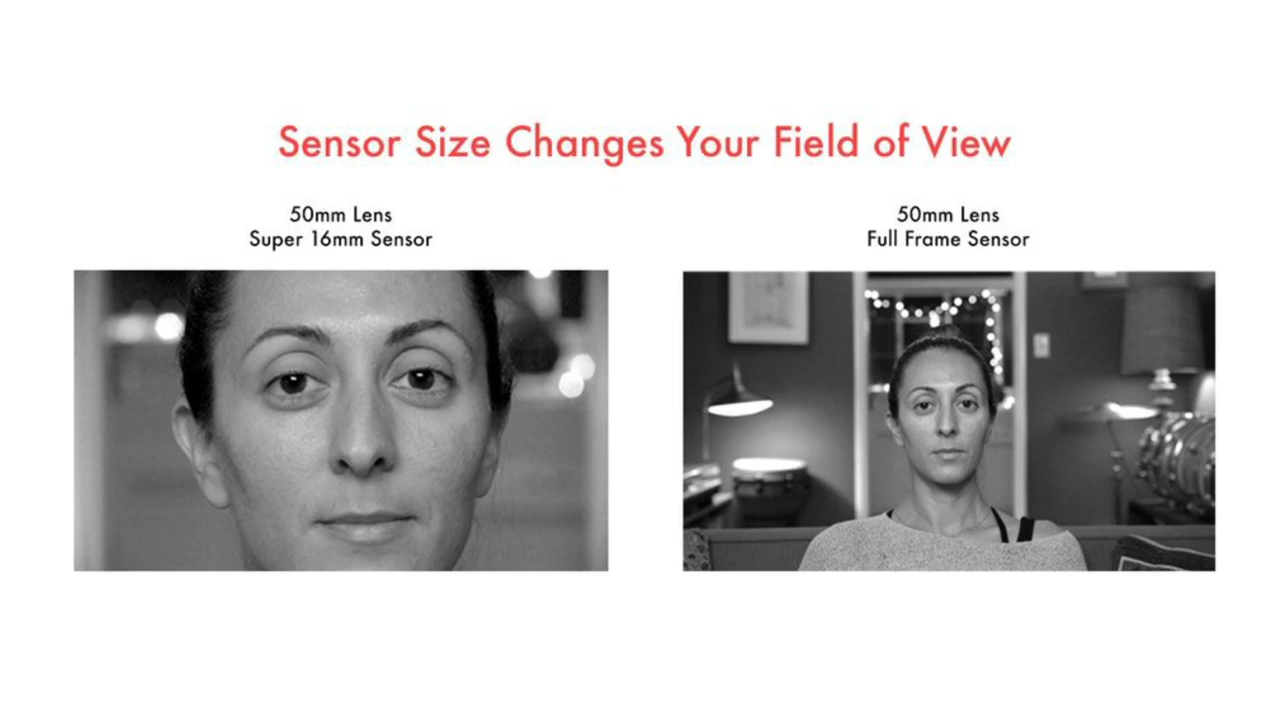 Sensor Size Changes Your Field of View
50mm Lens
Super 16mm Sensor
50mm Lens
Full Frame Sensor